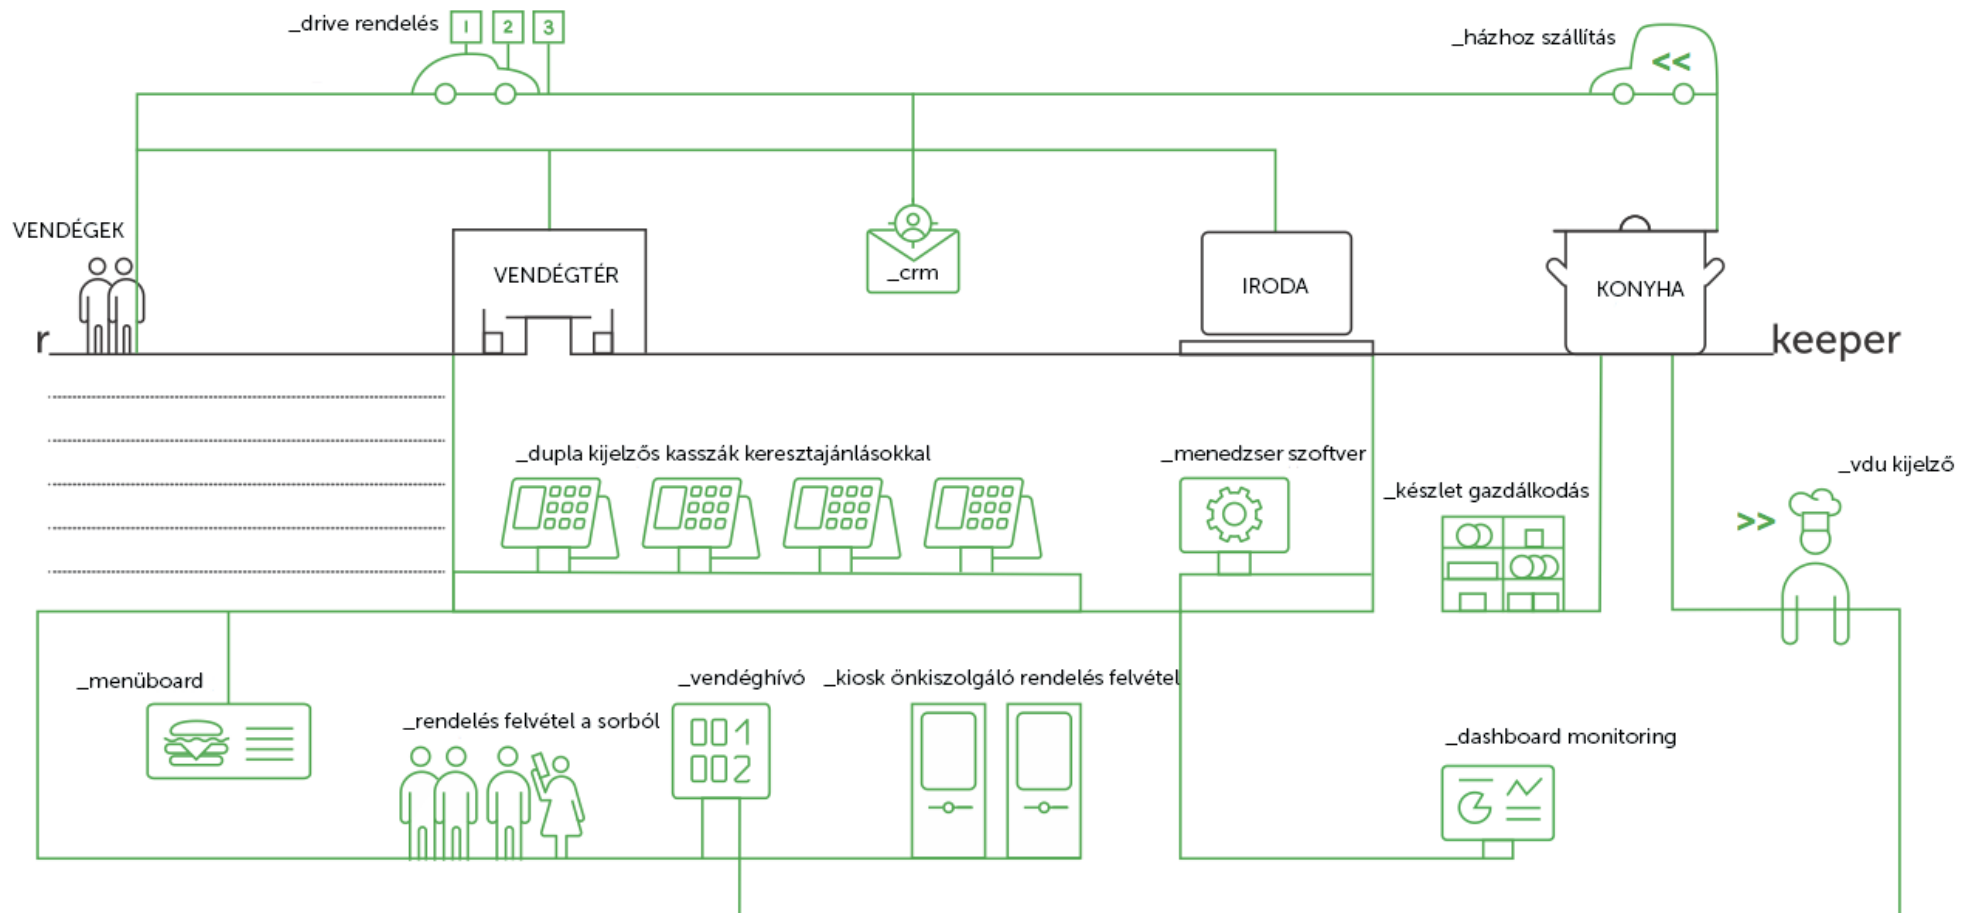 _drive rendelés
1 2 3
_házhoz szállítás
<<
VENDÉGEK
VENDÉGTÉR
_crm
IRODA
KONYHA
r
keeper
_dupla kijelzős kasszák keresztajánlásokkal
_menedzser szoftver
_készlet gazdálkodás
_vdu kijelző
>>
_menüboard
_rendelés felvétel a sorból
_vendéghívó
001
002
_kiosk önkiszolgáló rendelés felvétel
_dashboard monitoring